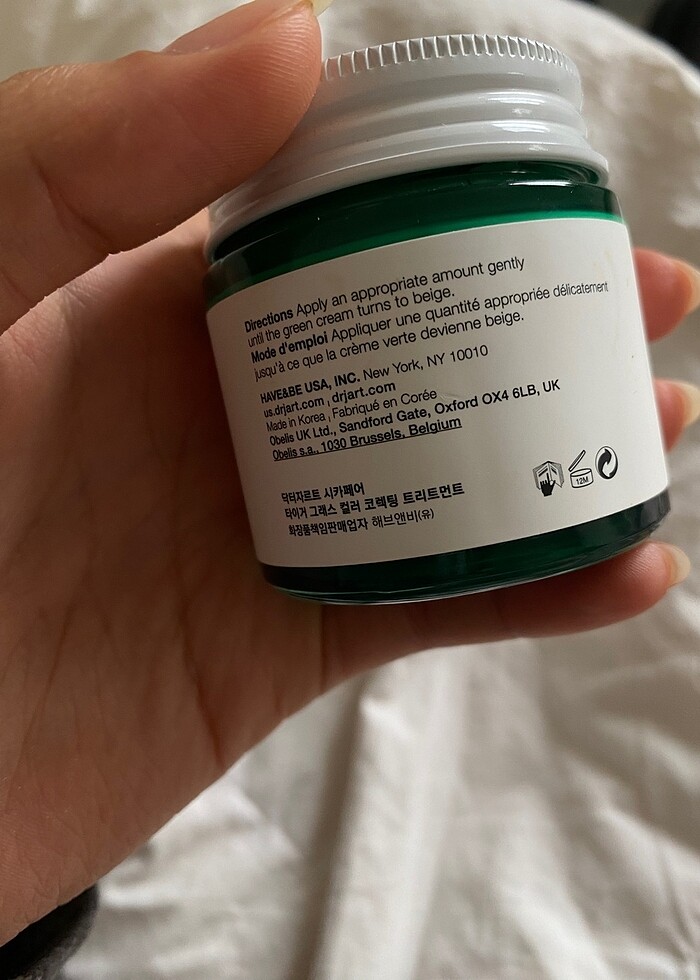 Directions Apply an appropriate amount gently
until the green cream turns to beige.
Mode d'emploi Appliquer une quantité appropriée délicatement
jusqu'à ce que la crème verte devienne beige.
HAVE&BE USA, INC. New York, NY 10010
us.drjart.com | drjart.com
Made in Korea | Fabriqué en Corée
Obelis UK Ltd., Sandford Gate, Oxford OX4 6LB, UK
Obelis s.a., 1030 Brussels, Belgium
닥터자르트 시카페어
타이거 그래스 컬러 코렉팅 트리트먼트
화장품책임판매업자 해브앤비(유)
12M